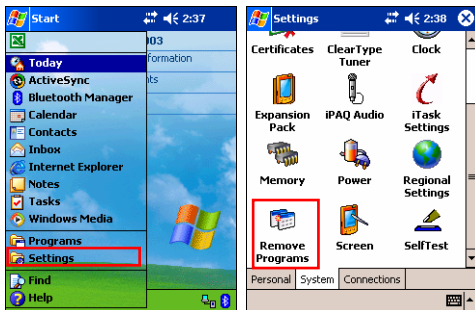 Start
2:37
003
formation
Today
nts
ActiveSync
Bluetooth Manager
Calendar
Contacts
Inbox
Internet Explorer
Notes
Tasks
Windows Media
Programs
Settings
Find
Help
Settings
2:38
Certificates
ClearType
Tuner
Clock
Expansion
Pack
iPAQ Audio
iTask
Settings
Memory
Power
Regional
Settings
Remove
Programs
Screen
SelfTest
Personal System Connections